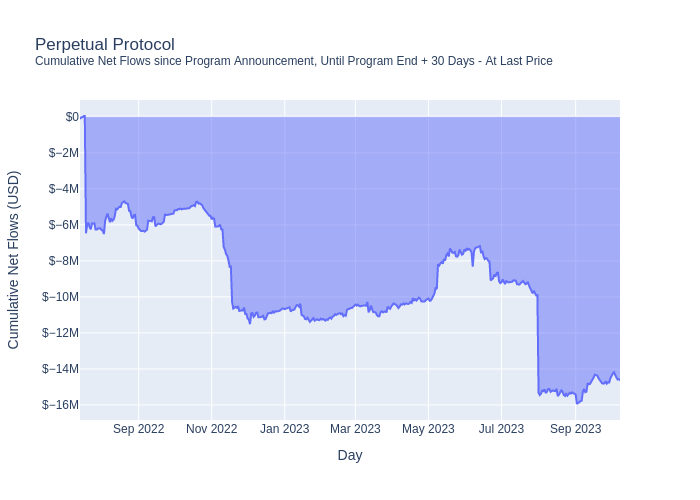 Perpetual Protocol
Cumulative Net Flows since Program Announcement, Until Program End + 30 Days - At Last Price
Cumulative Net Flows (USD)
$0
$−2M
$−4M
$−6M
$−8M
$−10M
$−12M
$−14M
$−16M
Sep 2022 Nov 2022 Jan 2023 Mar 2023 May 2023 Jul 2023 Sep 2023
Day